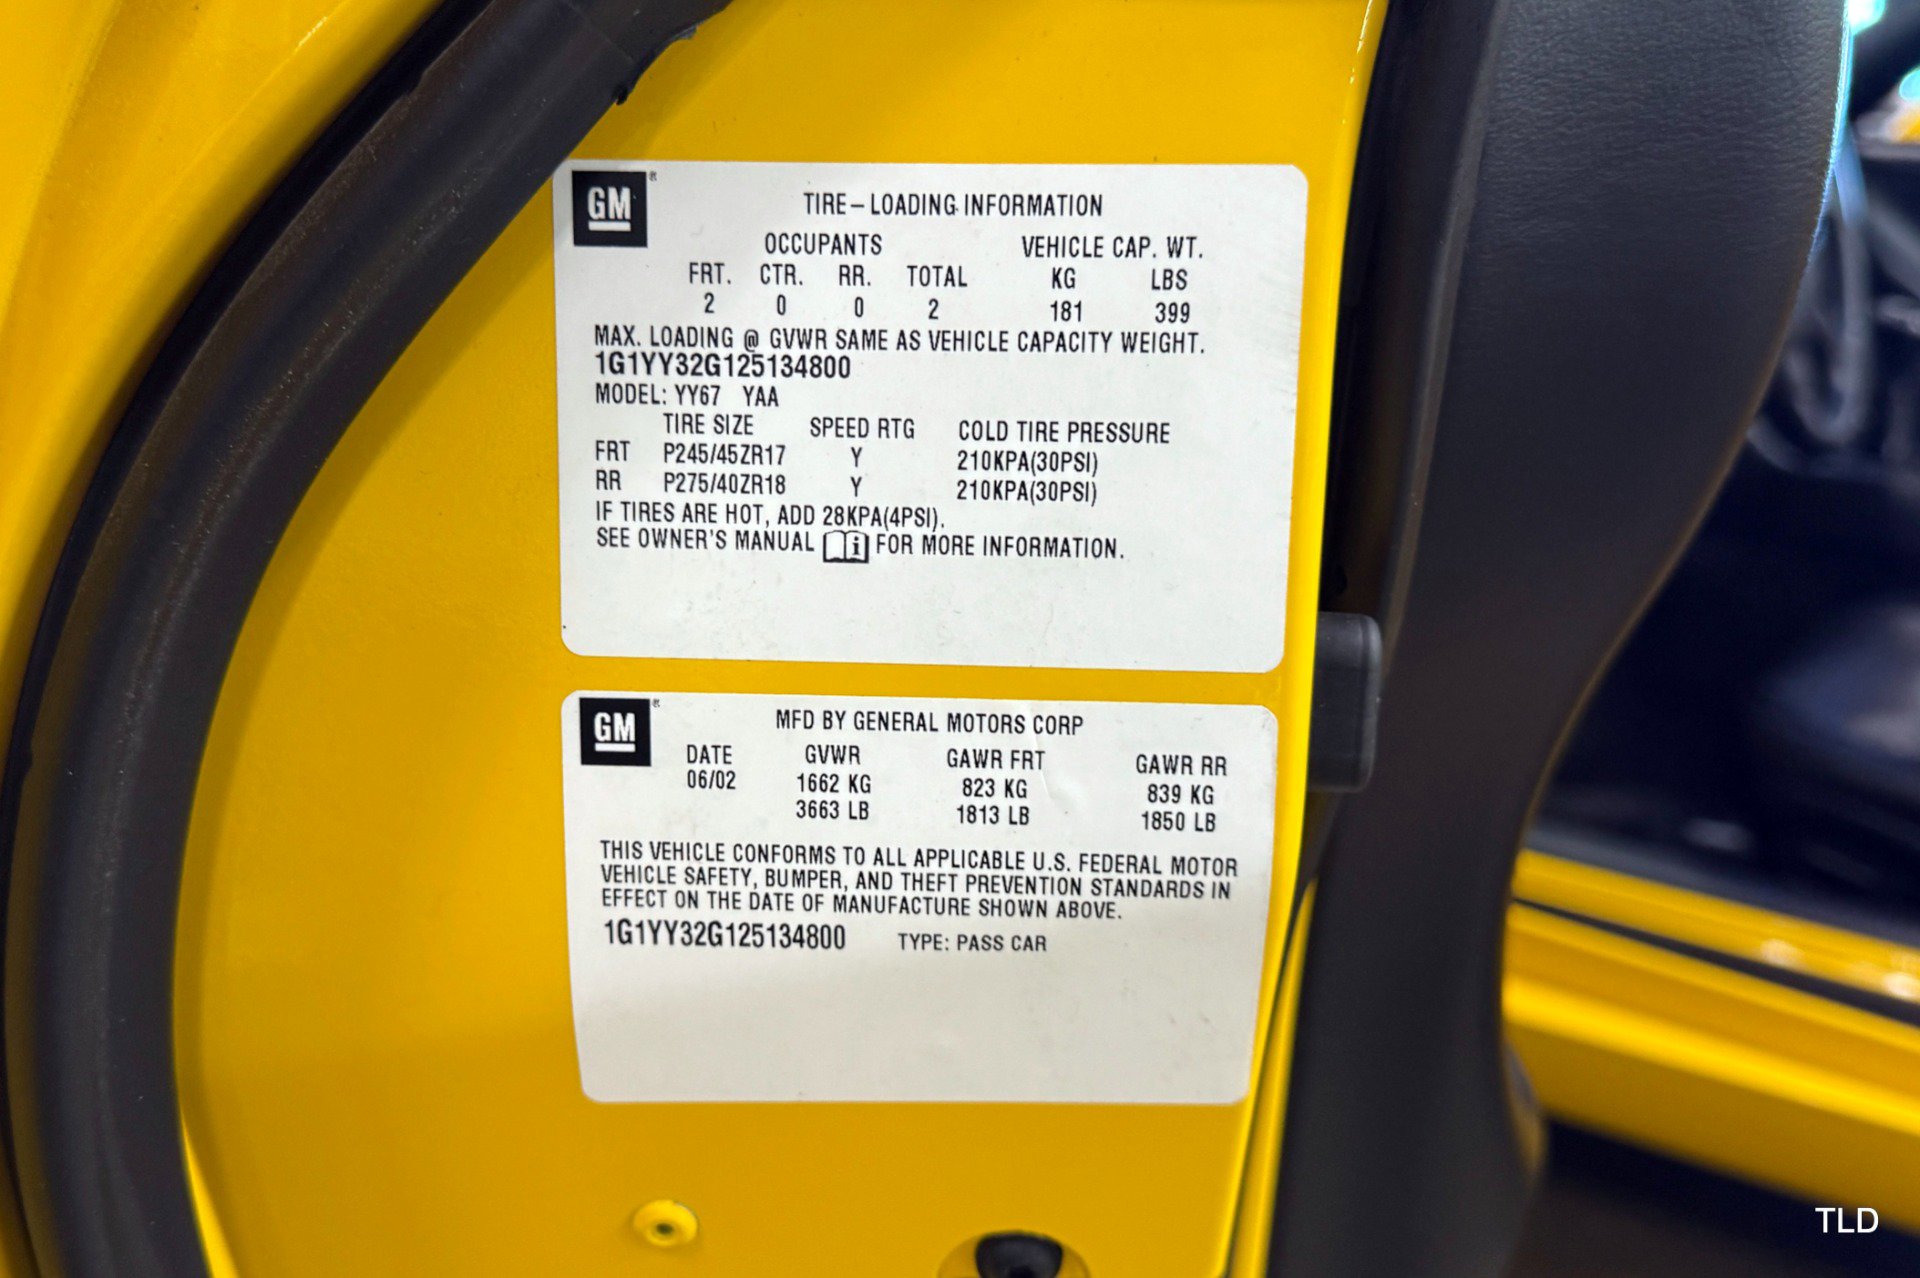 GM
TIRE-LOADING INFORMATION
OCCUPANTS VEHICLE CAP. WT.
FRT. CTR. RR. TOTAL KG LBS
2 0 0 2 181 399
MAX. LOADING @ GVWR SAME AS VEHICLE CAPACITY WEIGHT.
1G1YY32G125134800
MODEL: YY67 YAA
TIRE SIZE SPEED RTG COLD TIRE PRESSURE
FRT P245/45ZR17 Y 210KPA(30PSI)
RR P275/40ZR18 Y 210KPA(30PSI)
IF TIRES ARE HOT, ADD 28KPA(4PSI).
SEE OWNER'S MANUAL i FOR MORE INFORMATION.
GM
MFD BY GENERAL MOTORS CORP
DATE GVWR GAWR FRT GAWR RR
06/02 1662 KG 823 KG 839 KG
3663 LB 1813 LB 1850 LB
THIS VEHICLE CONFORMS TO ALL APPLICABLE U.S. FEDERAL MOTOR
VEHICLE SAFETY, BUMPER, AND THEFT PREVENTION STANDARDS IN
EFFECT ON THE DATE OF MANUFACTURE SHOWN ABOVE.
1G1YY32G125134800 TYPE: PASS CAR
TLD